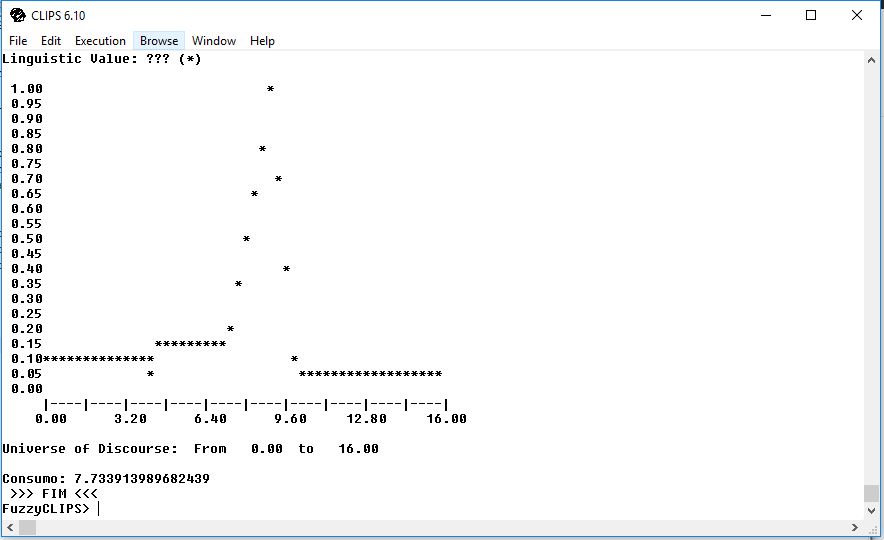 CLIPS 6.10
File Edit Execution Browse Window Help
Linguistic Value: ??? (*)
1.00                            *
0.95
0.90
0.85
0.80                           *
0.75
0.70                             *
0.65                          *
0.60
0.55
0.50                         *
0.45
0.40                              *
0.35                        *
0.30
0.25
0.20                       *
0.15              *********
0.10**************                 *
0.05             *                  ******************
0.00
|----|----|----|----|----|----|----|----|----|----|
0.00      3.20      6.40      9.60     12.80     16.00
Universe of Discourse:  From   0.00  to   16.00
Consumo: 7.733913989682439
>>> FIM <<<
FuzzyCLIPS>